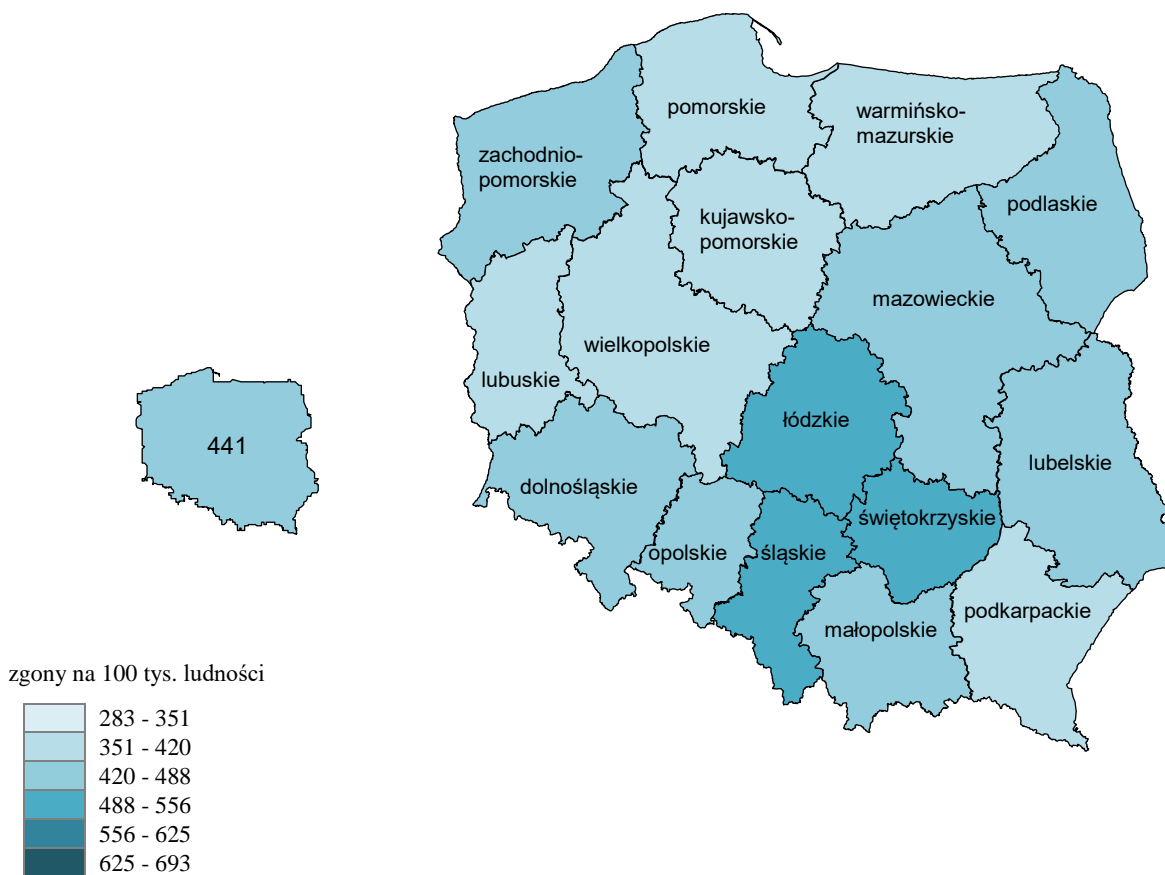 pomorskie
warmińsko-
mazurskie
zachodnio-
pomorskie
podlaskie
kujawsko-
pomorskie
mazowieckie
wielkopolskie
lubuskie
łódzkie
441
lubelskie
dolnośląskie
świętokrzyskie
opolskie
śląskie
podkarpackie
małopolskie
zgony na 100 tys. ludności
283 - 351
351 - 420
420 - 488
488 - 556
556 - 625
625 - 693